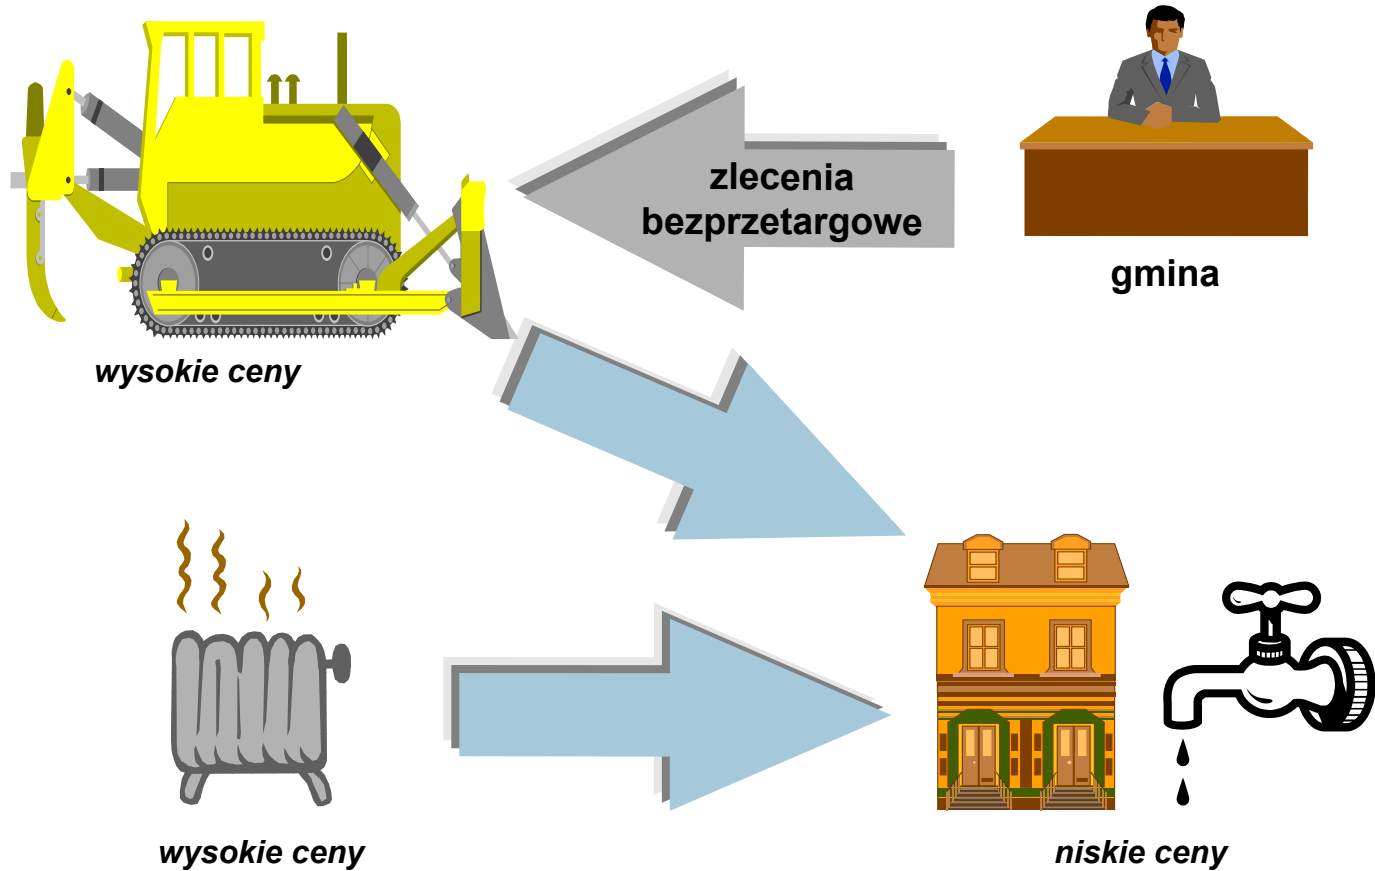 zlecenia
bezprzetargowe
gmina
wysokie ceny
wysokie ceny
niskie ceny